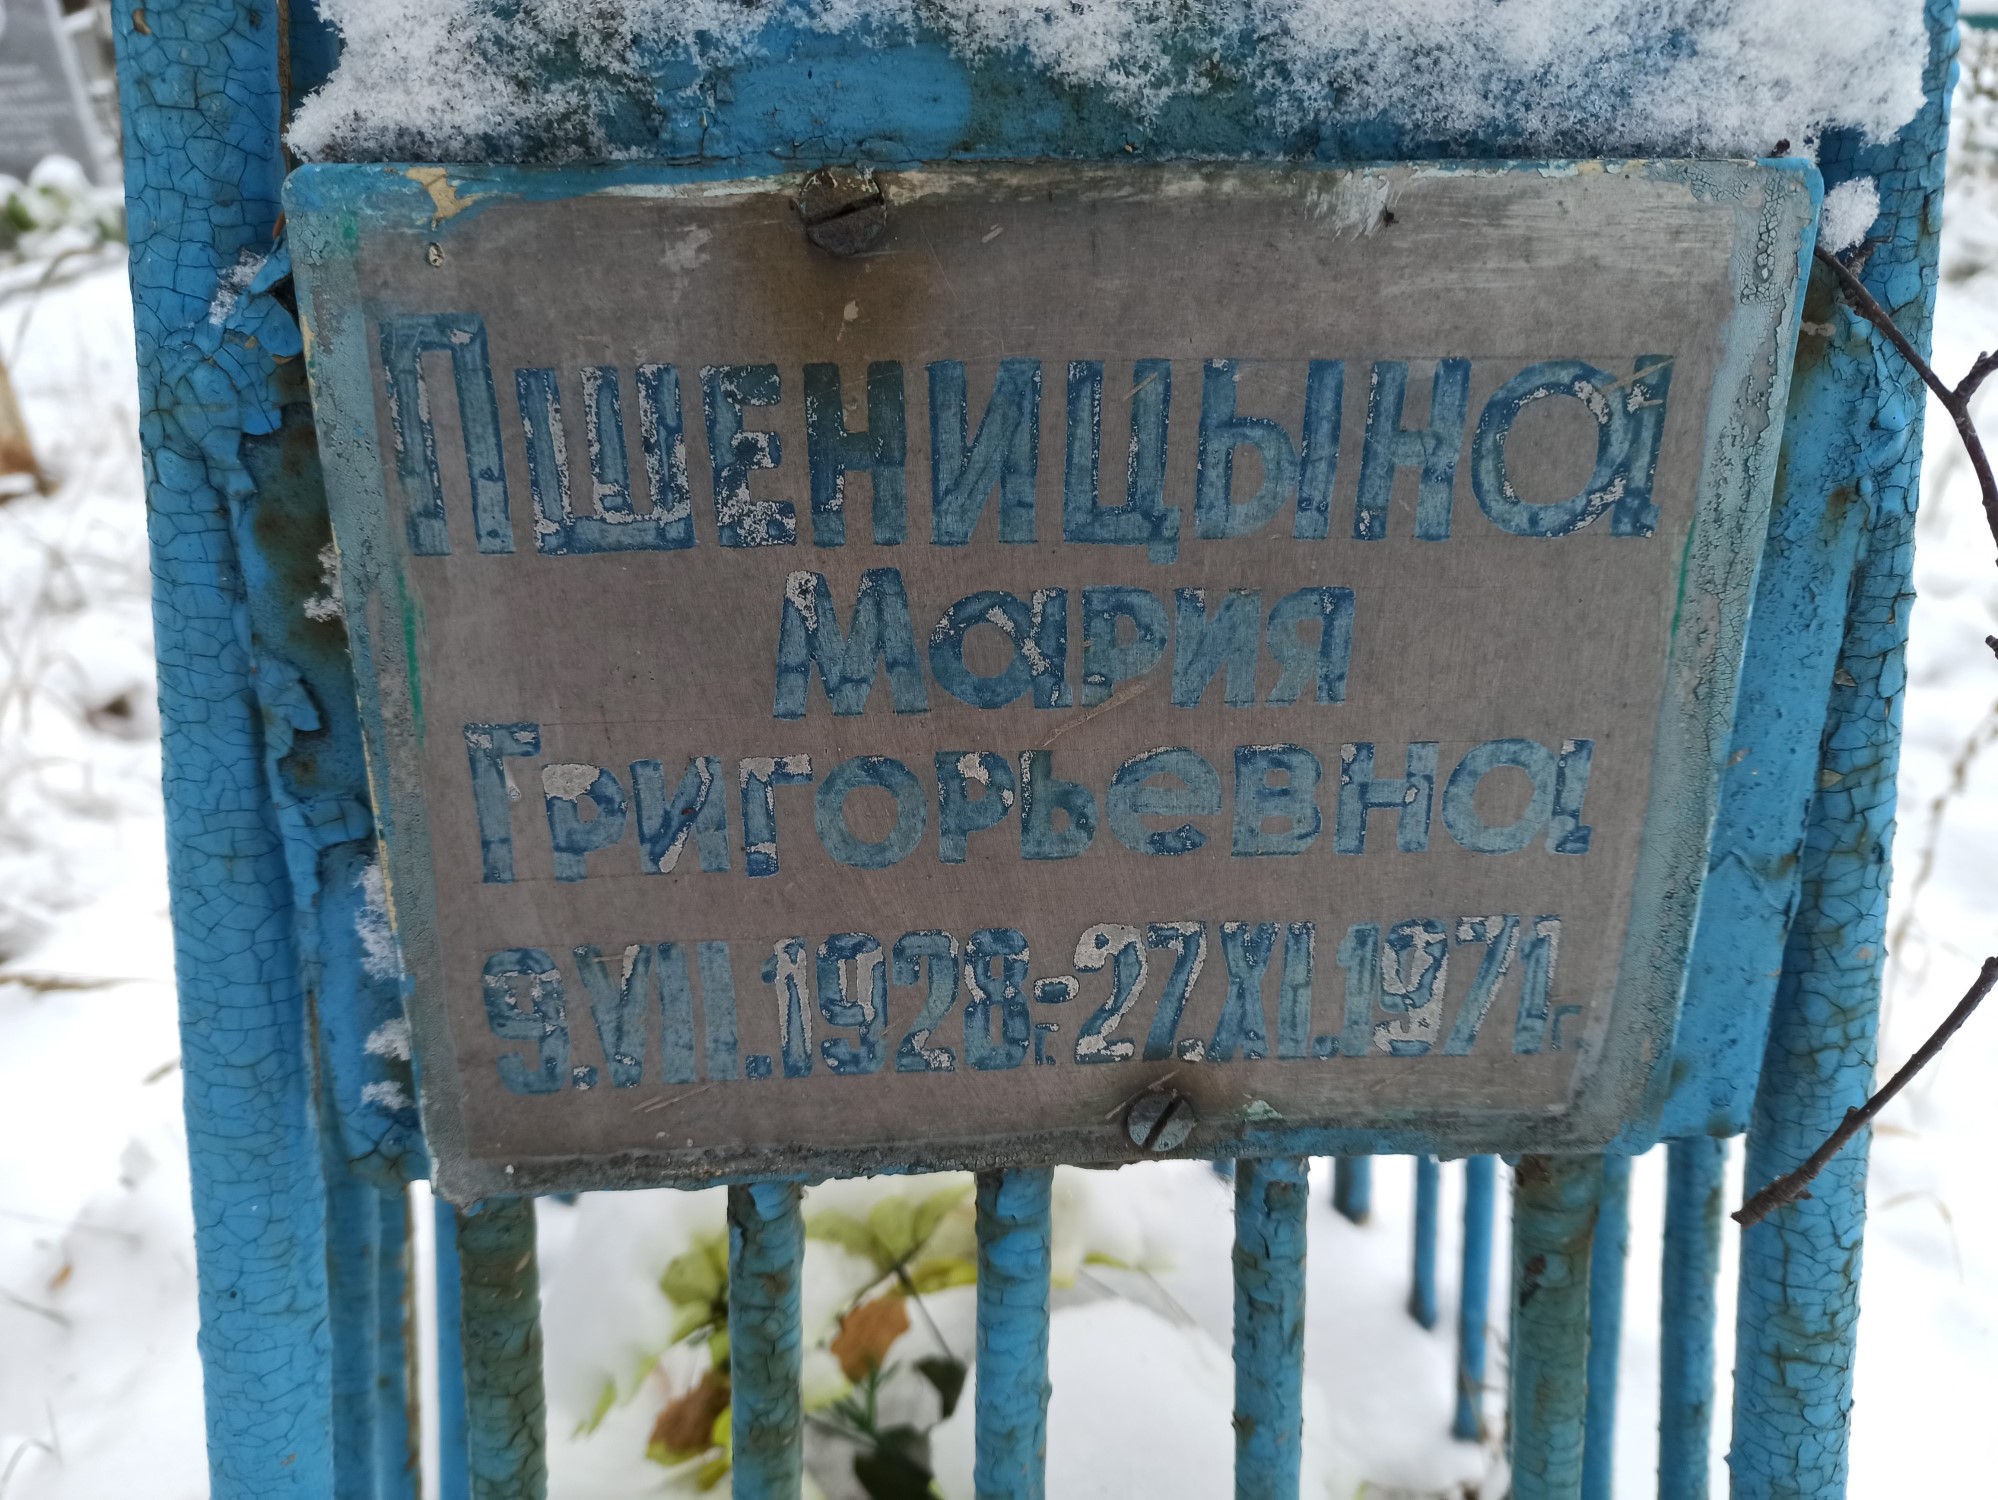 Пшеницына
Мария
Григорьевна
9.VII.1928г.-27.XI.1971г